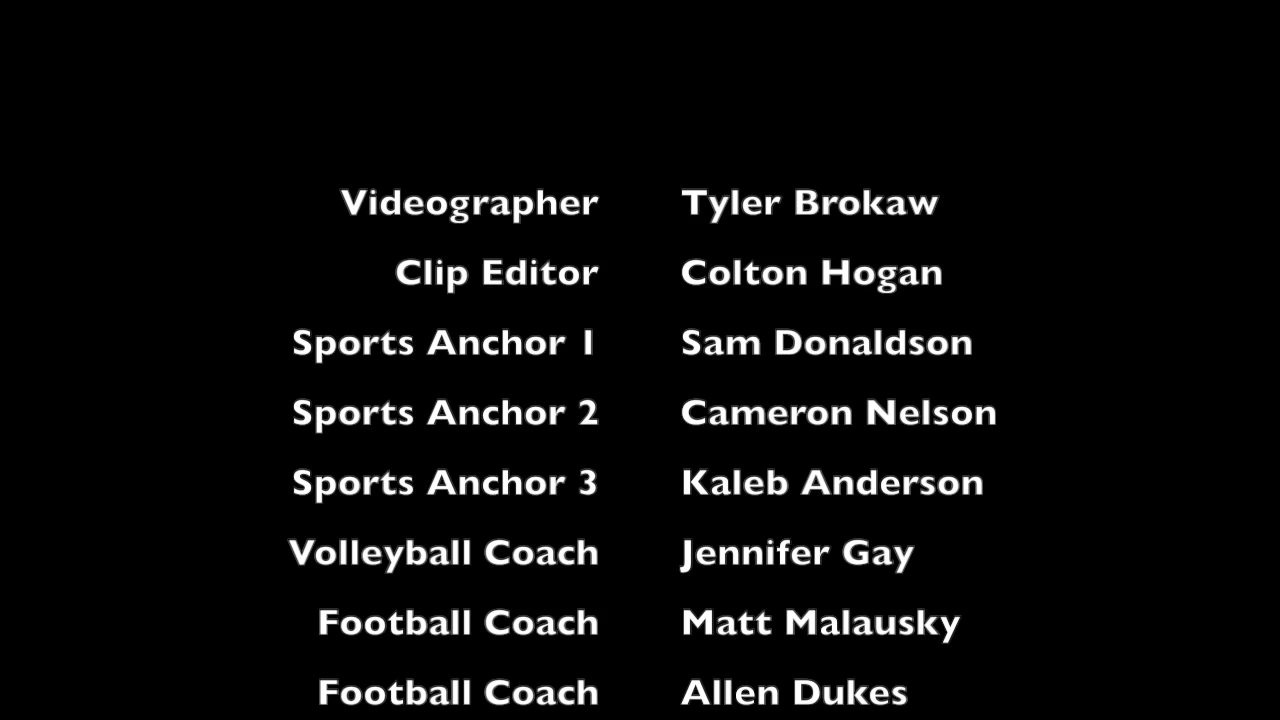 Videographer Tyler Brokaw
Clip Editor Colton Hogan
Sports Anchor 1 Sam Donaldson
Sports Anchor 2 Cameron Nelson
Sports Anchor 3 Kaleb Anderson
Volleyball Coach Jennifer Gay
Football Coach Matt Malausky
Football Coach Allen Dukes